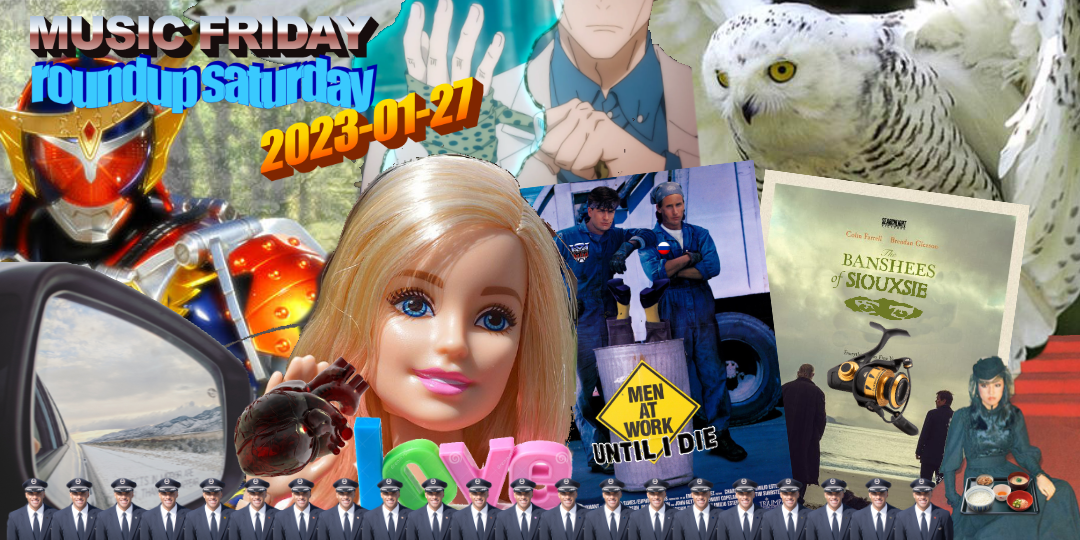 MUSIC FRIDAY
roundup saturday
2023-01-27
SEARCHLIGHT
Colin Farrell Brendan Gleeson
The
BANSHEES
of SIOUXSIE
MEN
AT
WORK
UNTIL I DIE
love